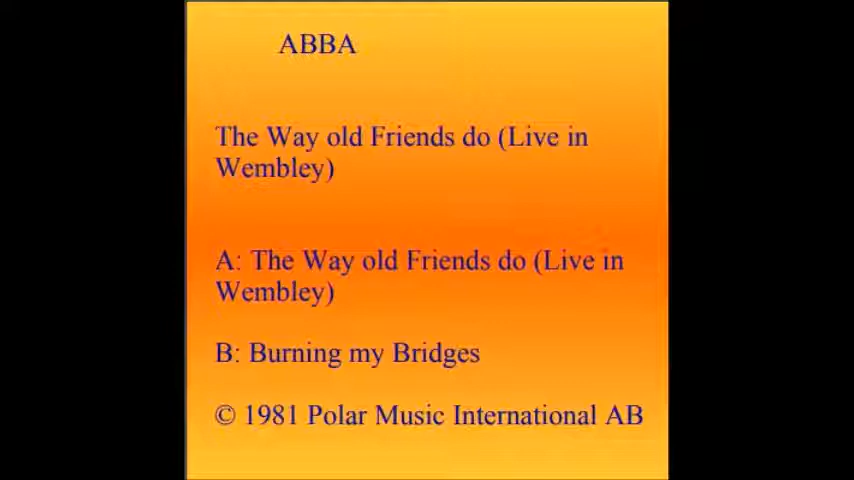 ABBA
The Way old Friends do (Live in
Wembley)
A: The Way old Friends do (Live in
Wembley)
B: Burning my Bridges
© 1981 Polar Music International AB